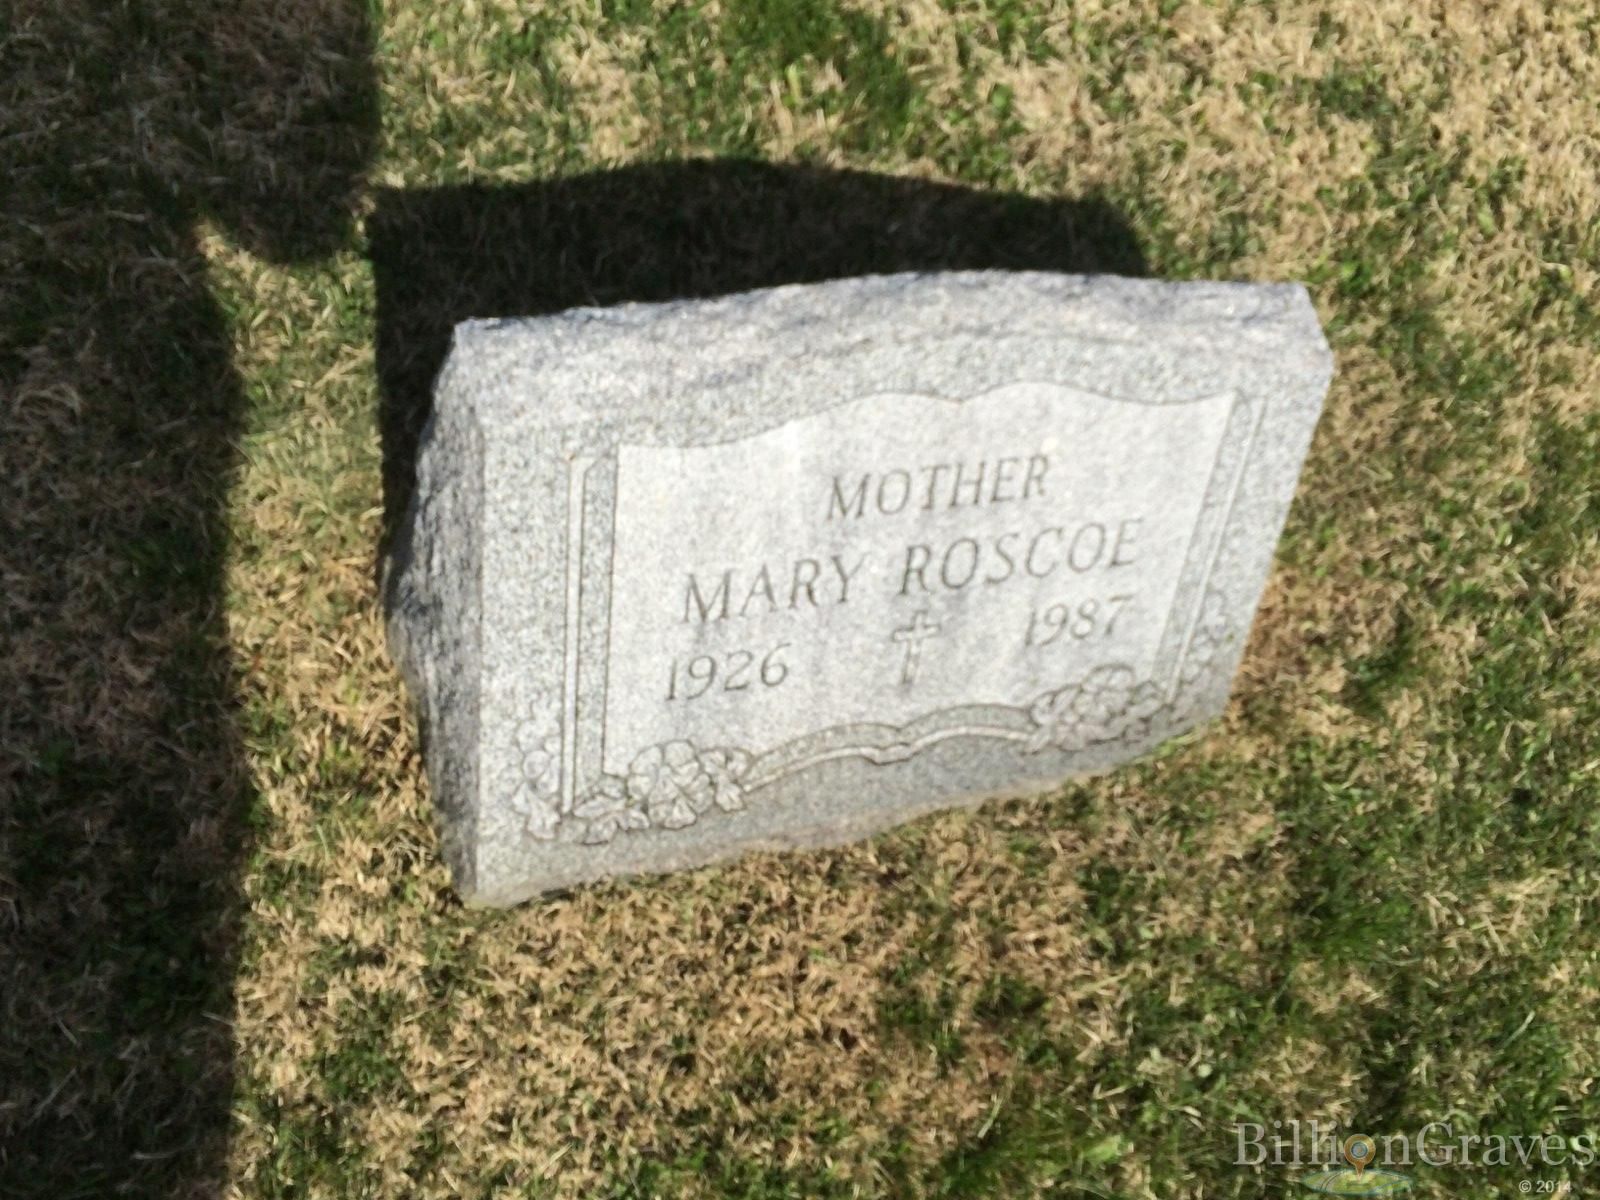 MOTHER
MARY ROSCOE
1926 1987
BillionGraves
© 2014